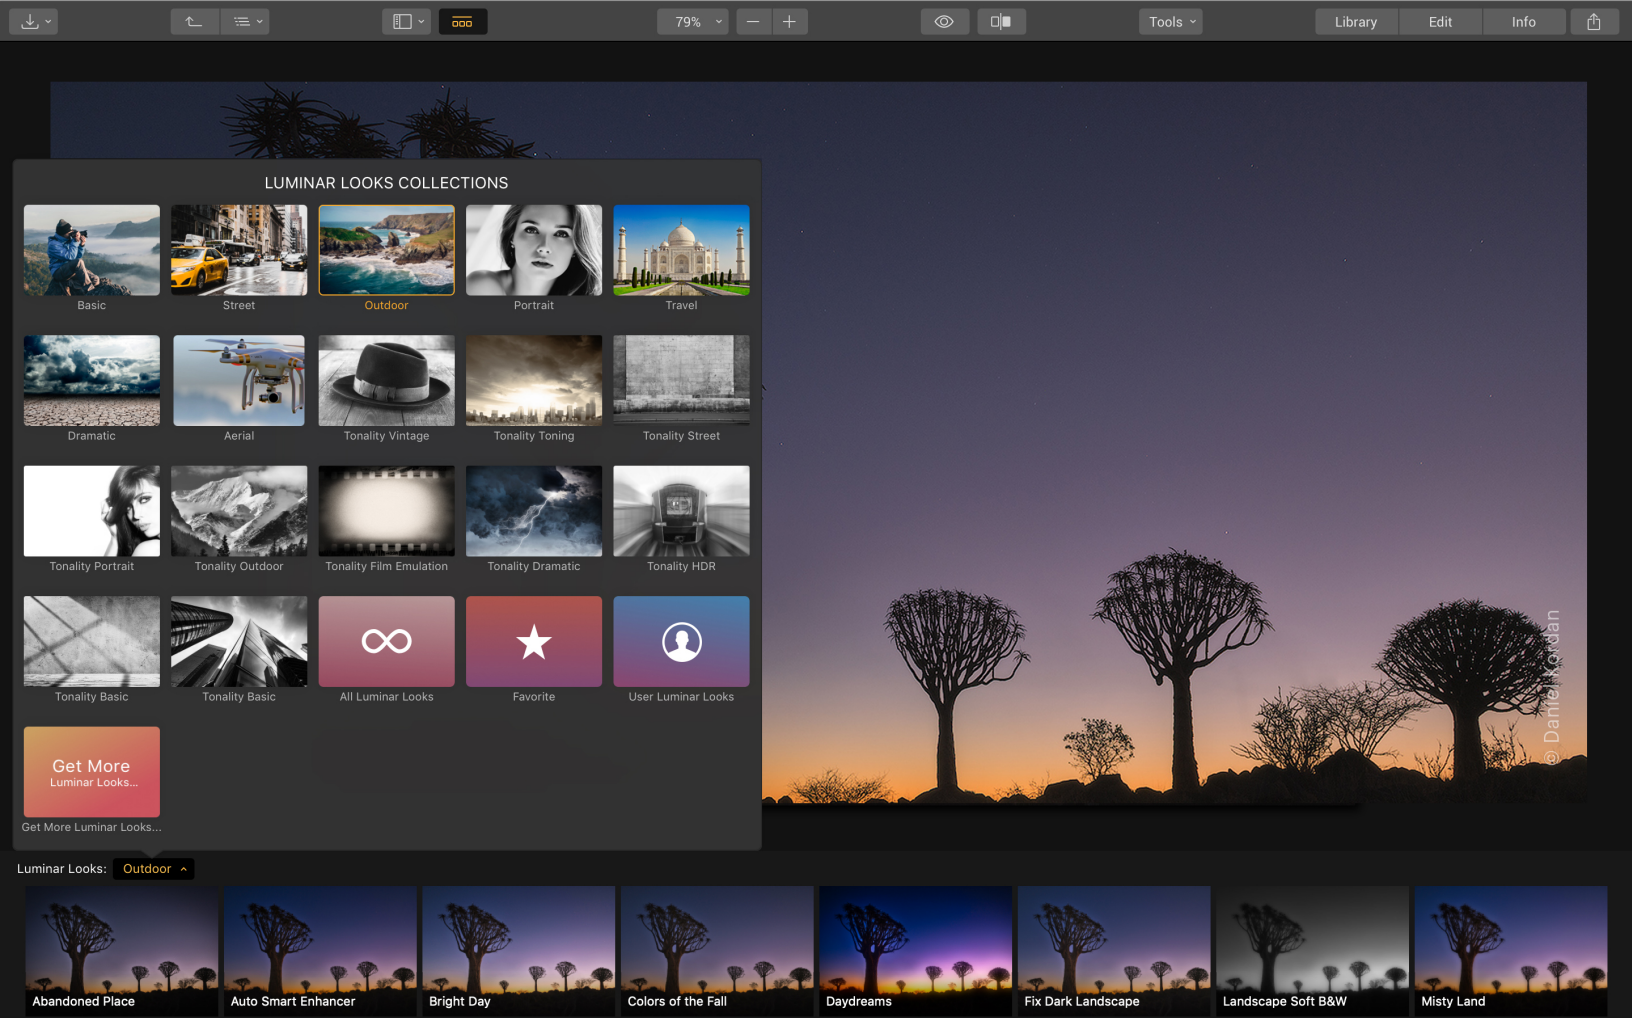 79%
Tools
Library
Edit
Info
LUMINAR LOOKS COLLECTIONS
Basic
Street
Outdoor
Portrait
Travel
Dramatic
Aerial
Tonality Vintage
Tonality Toning
Tonality Street
Tonality Portrait
Tonality Outdoor
Tonality Film Emulation
Tonality Dramatic
Tonality HDR
Tonality Basic
Tonality Basic
All Luminar Looks
Favorite
User Luminar Looks
Get More
Luminar Looks...
Get More Luminar Looks...
© Daniel Kordan
Luminar Looks:
Outdoor
Abandoned Place
Auto Smart Enhancer
Bright Day
Colors of the Fall
Daydreams
Fix Dark Landscape
Landscape Soft B&W
Misty Land